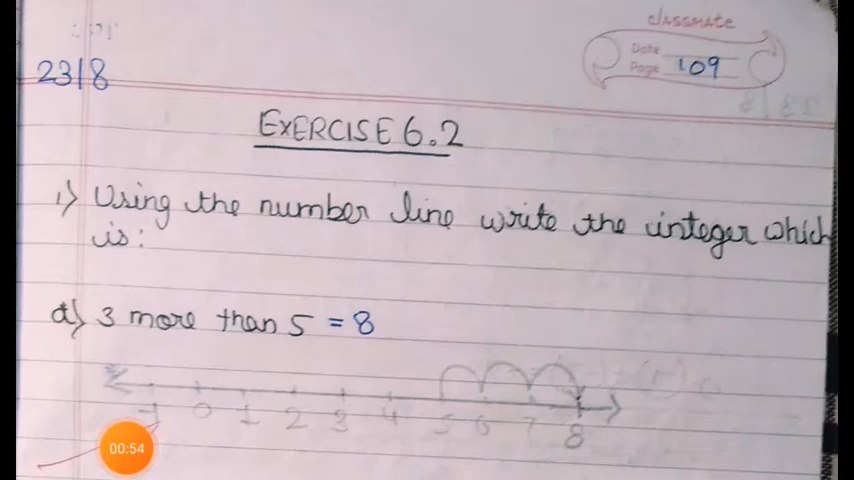 classmate
Date
Page 109
23/8
EXERCISE 6.2
1) Using the number line write the integer which
is:
a) 3 more than 5 = 8
-1 0 1 2 3 4 5 6 7 8
00:54